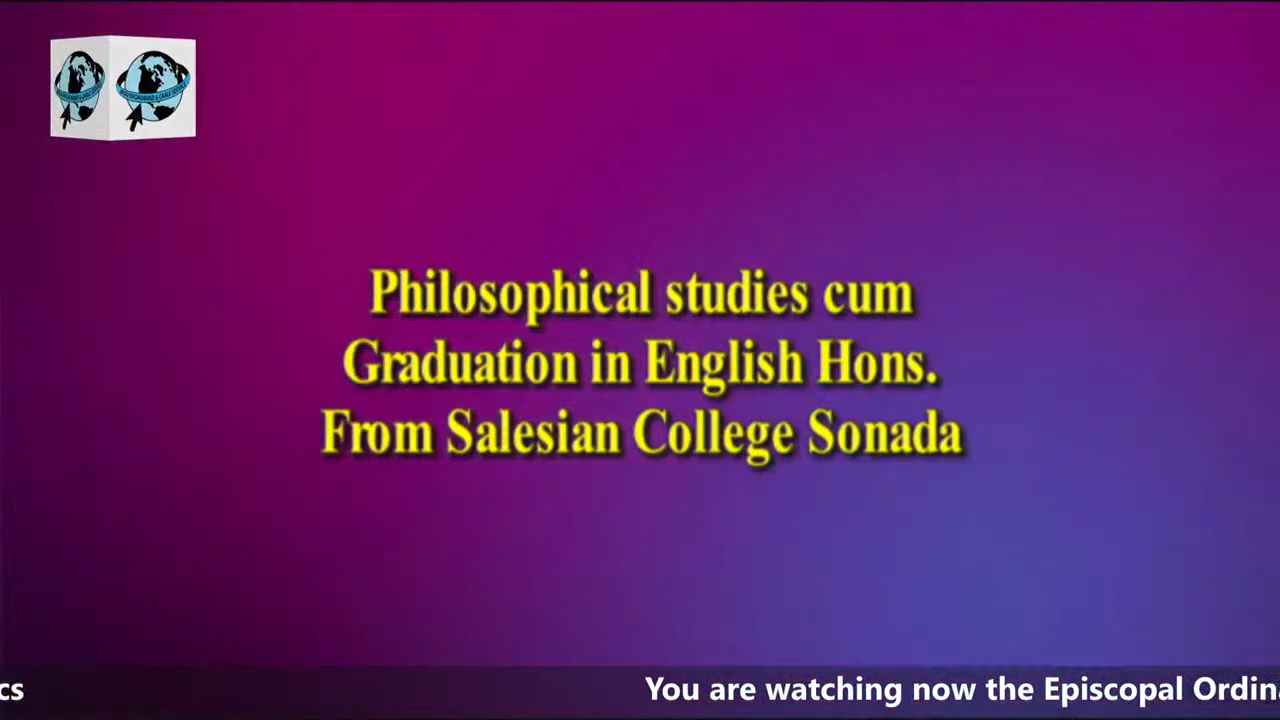 Philosophical studies cum
Graduation in English Hons.
From Salesian College Sonada
cs
You are watching now the Episcopal Ordin